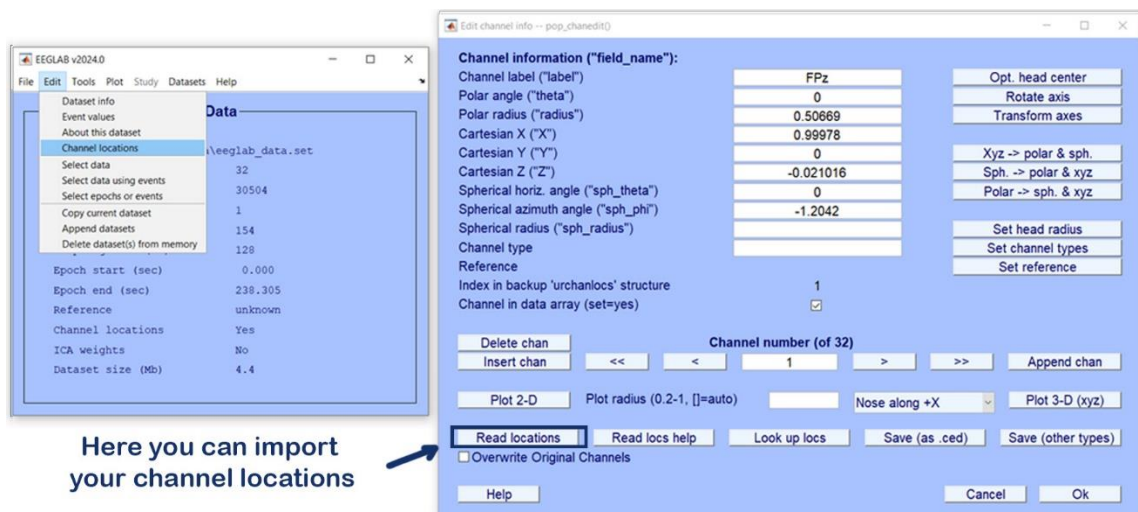 EEGLAB v2024.0
File Edit Tools Plot Study Datasets Help
Dataset info
Event values
About this dataset
Channel locations
Select data
Select data using events
Select epochs or events
Copy current dataset
Append datasets
Delete dataset(s) from memory
Data
\eeglab_data.set
32
30504
1
154
128
Epoch start (sec) 0.000
Epoch end (sec) 238.305
Reference unknown
Channel locations Yes
ICA weights No
Dataset size (Mb) 4.4
Here you can import
your channel locations
Edit channel info -- pop_chanedit()
Channel information ("field_name"):
Channel label ("label") FPz Opt. head center
Polar angle ("theta") 0 Rotate axis
Polar radius ("radius") 0.50669 Transform axes
Cartesian X ("X") 0.99978
Cartesian Y ("Y") 0 Xyz -> polar & sph.
Cartesian Z ("Z") -0.021016 Sph. -> polar & xyz
Spherical horiz. angle ("sph_theta") 0 Polar -> sph. & xyz
Spherical azimuth angle ("sph_phi") -1.2042
Spherical radius ("sph_radius") Set head radius
Channel type Set channel types
Reference Set reference
Index in backup 'urchanlocs' structure 1
Channel in data array (set=yes)
Delete chan Channel number (of 32)
Insert chan << < 1 > >> Append chan
Plot 2-D Plot radius (0.2-1, []=auto) Nose along +X Plot 3-D (xyz)
Read locations Read locs help Look up locs Save (as .ced) Save (other types)
Overwrite Original Channels
Help Cancel Ok